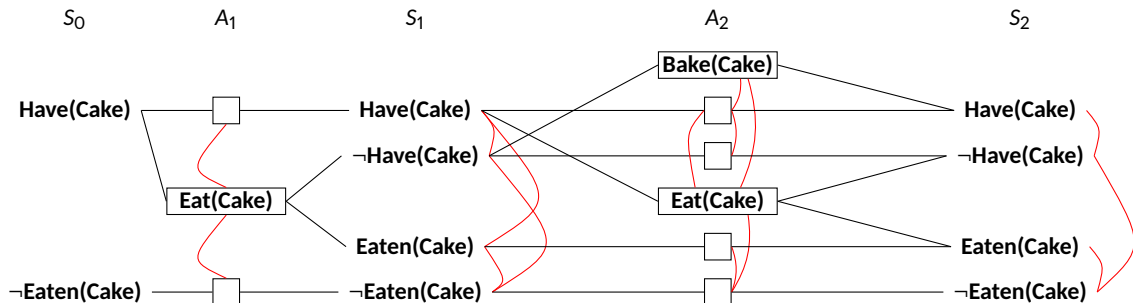 S0 A1 S1 A2 S2
Bake(Cake)
Have(Cake) Have(Cake) Have(Cake)
¬Have(Cake) ¬Have(Cake)
Eat(Cake) Eat(Cake)
Eaten(Cake) Eaten(Cake)
¬Eaten(Cake) ¬Eaten(Cake) ¬Eaten(Cake)